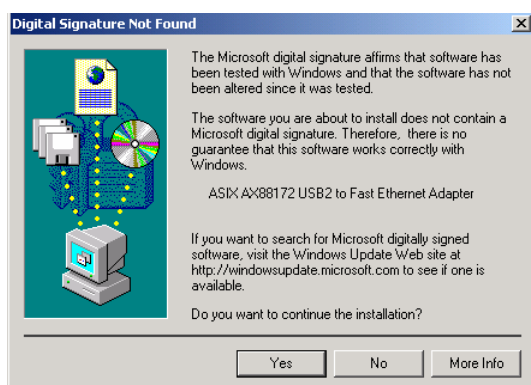 Digital Signature Not Found
The Microsoft digital signature affirms that software has
been tested with Windows and that the software has not
been altered since it was tested.
The software you are about to install does not contain a
Microsoft digital signature. Therefore, there is no
guarantee that this software works correctly with
Windows.
ASIX AX88172 USB2 to Fast Ethernet Adapter
If you want to search for Microsoft digitally signed
software, visit the Windows Update Web site at
http://windowsupdate.microsoft.com to see if one is
available.
Do you want to continue the installation?
Yes No More Info